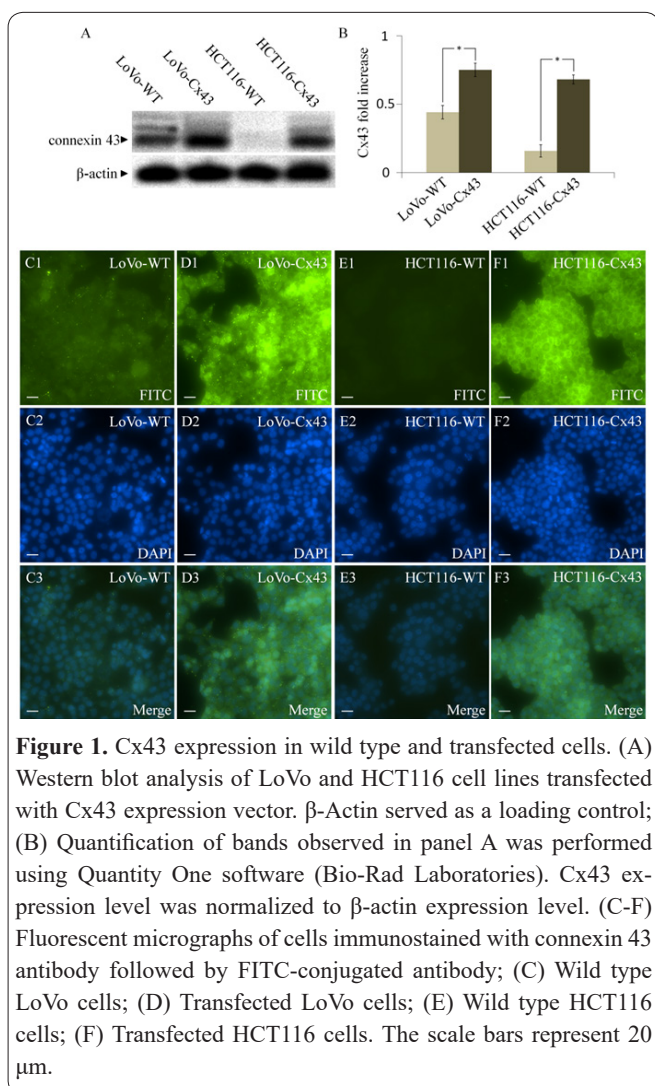 A
LoVo-WT
LoVo-Cx43
HCT116-WT
HCT116-Cx43
connexin 43
β-actin
B
Cx43 fold increase
1
0.5
0
*
*
LoVo-WT
LoVo-Cx43
HCT116-WT
HCT116-Cx43
C1 LoVo-WT
FITC
D1 LoVo-Cx43
FITC
E1 HCT116-WT
FITC
F1 HCT116-Cx43
FITC
C2 LoVo-WT
DAPI
D2 LoVo-Cx43
DAPI
E2 HCT116-WT
DAPI
F2 HCT116-Cx43
DAPI
C3 LoVo-WT
Merge
D3 LoVo-Cx43
Merge
E3 HCT116-WT
Merge
F3 HCT116-Cx43
Merge
Figure 1. Cx43 expression in wild type and transfected cells. (A)
Western blot analysis of LoVo and HCT116 cell lines transfected
with Cx43 expression vector. β-Actin served as a loading control;
(B) Quantification of bands observed in panel A was performed
using Quantity One software (Bio-Rad Laboratories). Cx43 ex-
pression level was normalized to β-actin expression level. (C-F)
Fluorescent micrographs of cells immunostained with connexin 43
antibody followed by FITC-conjugated antibody; (C) Wild type
LoVo cells; (D) Transfected LoVo cells; (E) Wild type HCT116
cells; (F) Transfected HCT116 cells. The scale bars represent 20
μm.